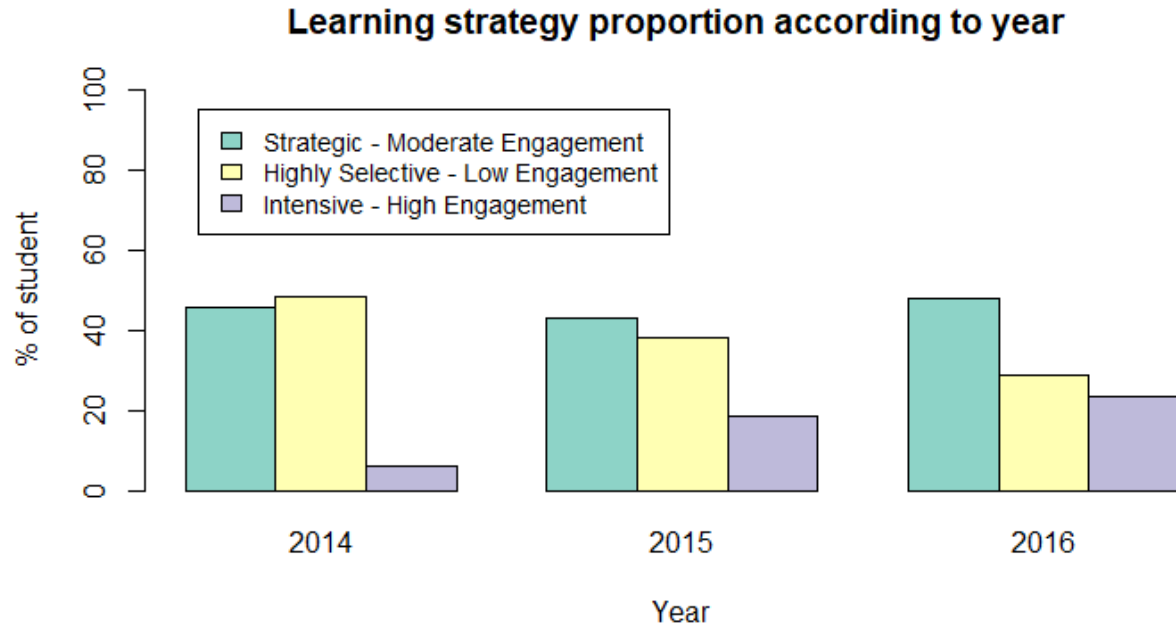 Learning strategy proportion according to year
100
80
60
40
20
0
% of student
Strategic - Moderate Engagement
Highly Selective - Low Engagement
Intensive - High Engagement
2014
2015
2016
Year